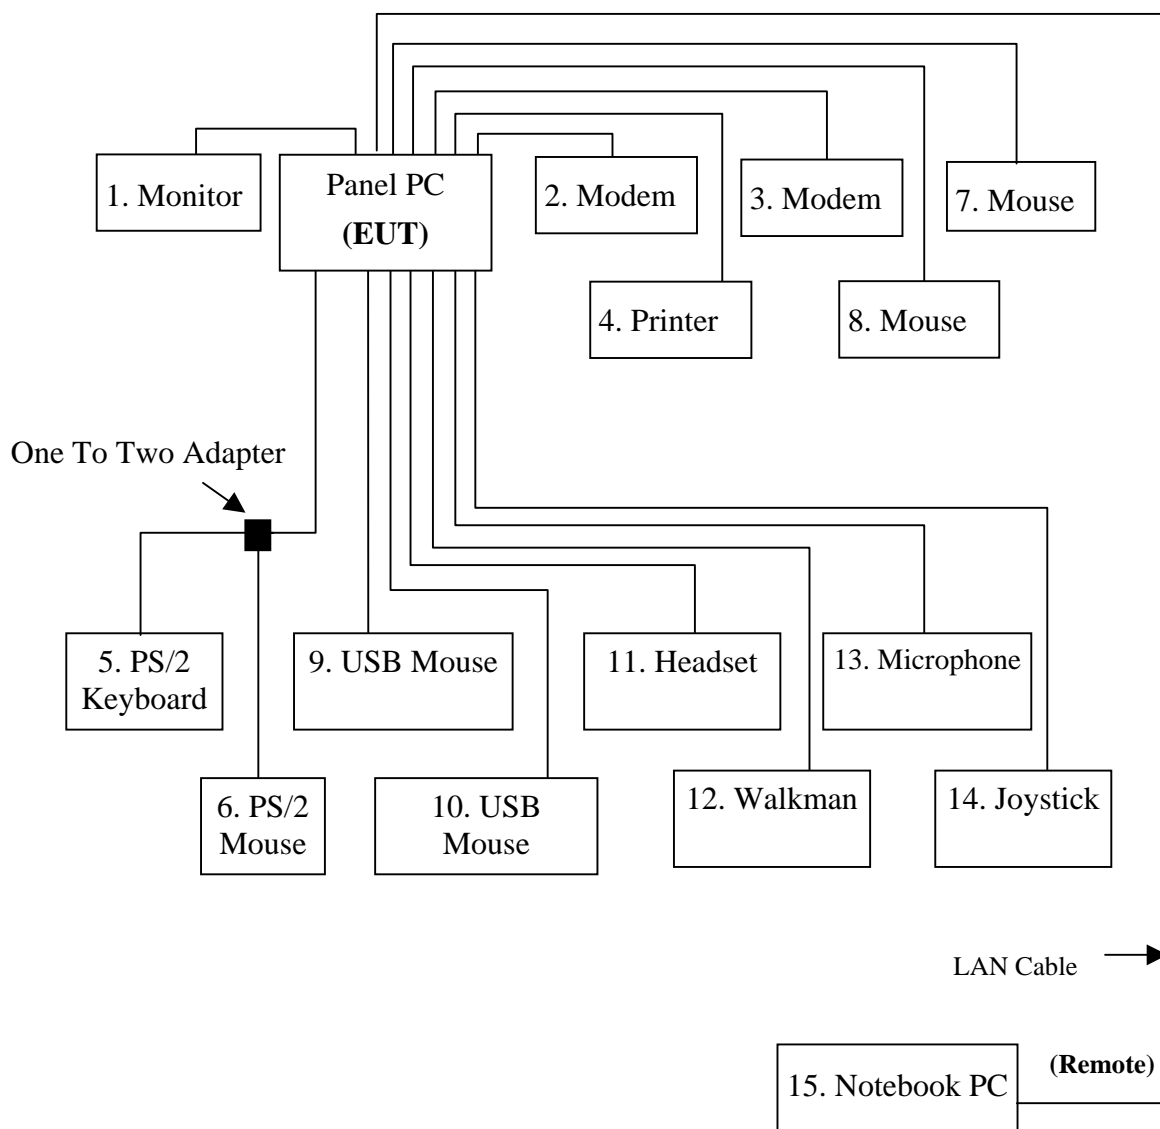 1. Monitor
Panel PC
(EUT)
2. Modem
3. Modem
7. Mouse
4. Printer
8. Mouse
One To Two Adapter
5. PS/2
Keyboard
9. USB Mouse
11. Headset
13. Microphone
6. PS/2
Mouse
10. USB
Mouse
12. Walkman
14. Joystick
LAN Cable
15. Notebook PC
(Remote)